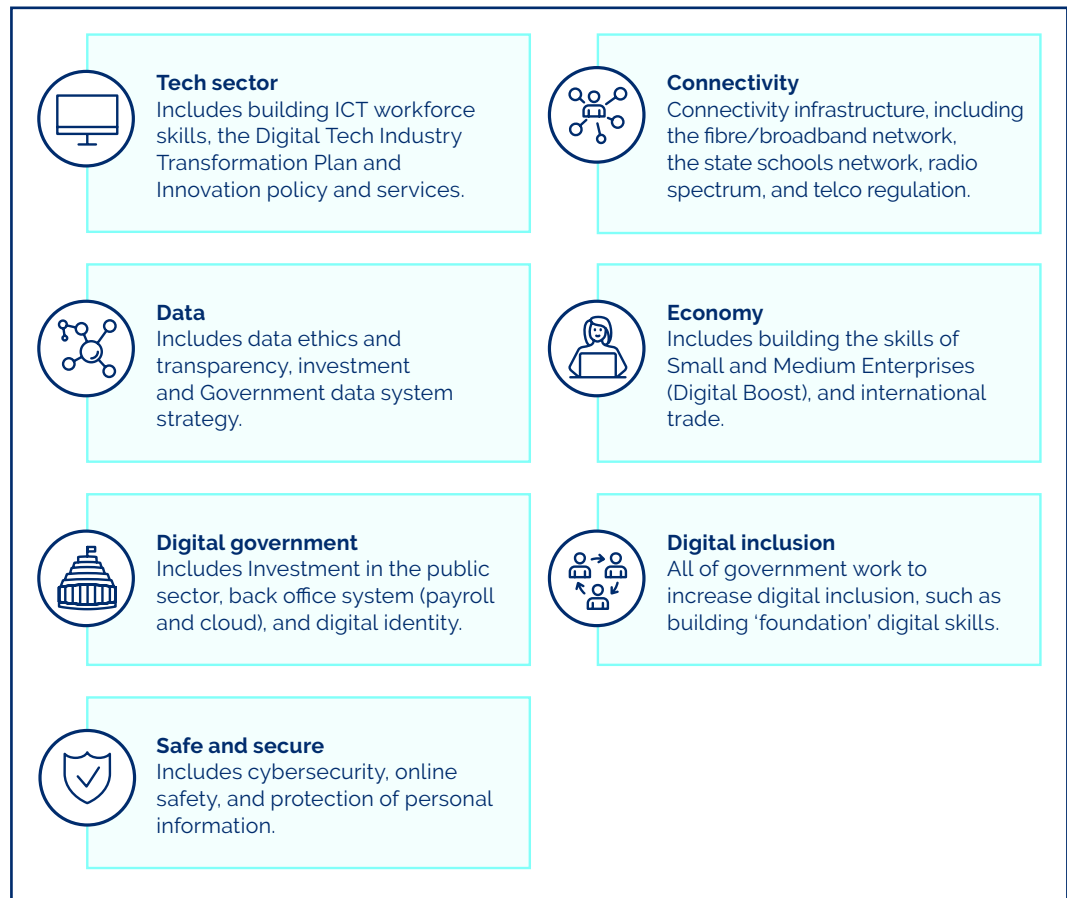 Tech sector
Includes building ICT workforce
skills, the Digital Tech Industry
Transformation Plan and
Innovation policy and services.
Connectivity
Connectivity infrastructure, including
the fibre/broadband network,
the state schools network, radio
spectrum, and telco regulation.
Data
Includes data ethics and
transparency, investment
and Government data system
strategy.
Economy
Includes building the skills of
Small and Medium Enterprises
(Digital Boost), and international
trade.
Digital government
Includes Investment in the public
sector, back office system (payroll
and cloud), and digital identity.
Digital inclusion
All of government work to
increase digital inclusion, such as
building ‘foundation’ digital skills.
Safe and secure
Includes cybersecurity, online
safety, and protection of personal
information.